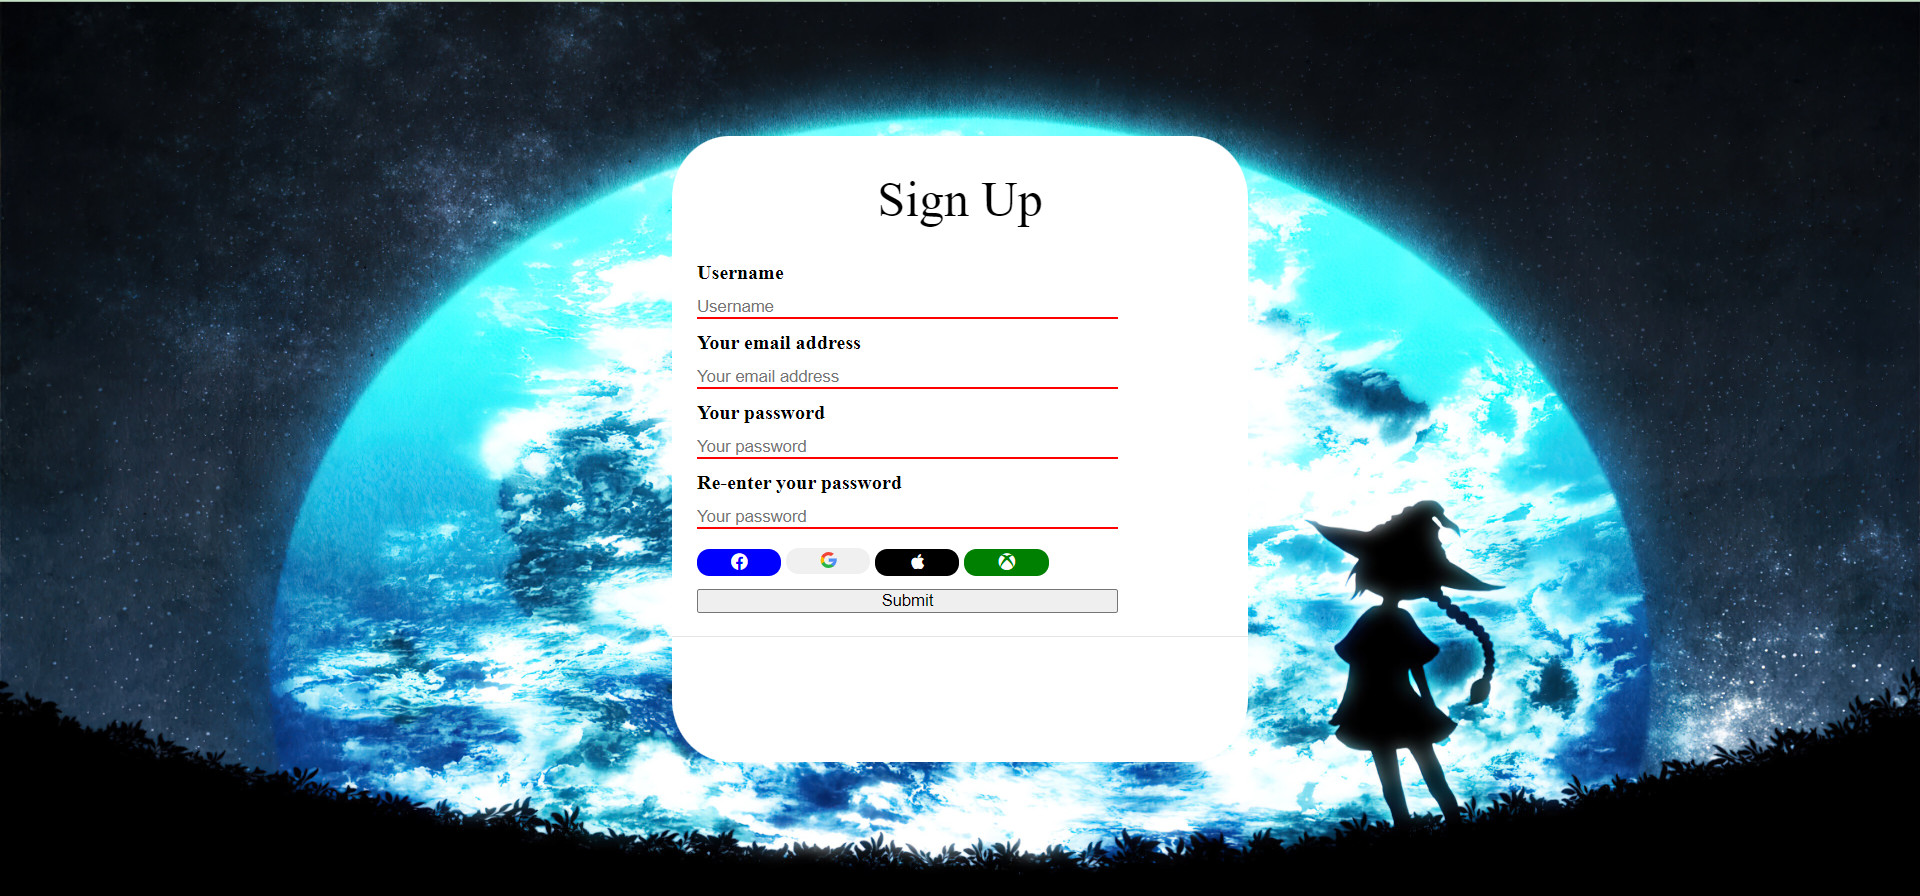 Sign Up
Username
Username
Your email address
Your email address
Your password
Your password
Re-enter your password
Your password
Submit